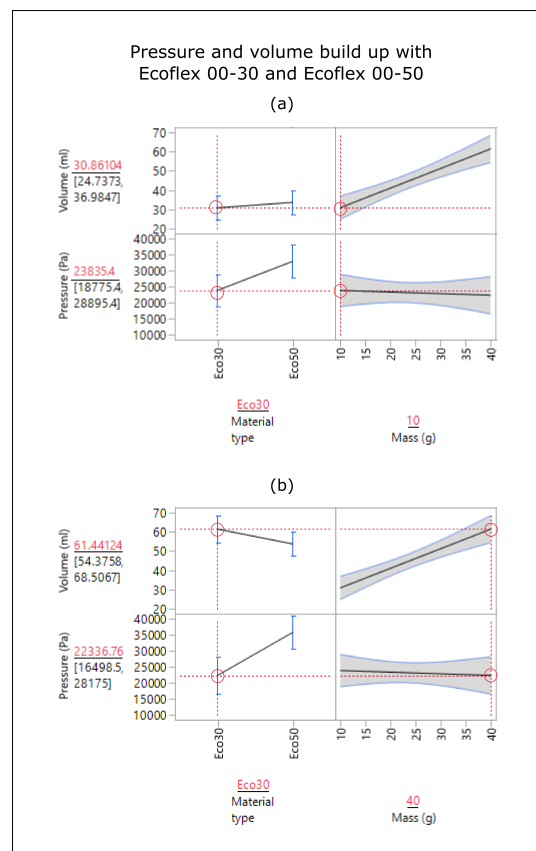 Pressure and volume build up with
Ecoflex 00-30 and Ecoflex 00-50
(a)
Volume (ml)
30.86104
[24.7373,
36.9847]
70
60
50
40
30
20
Pressure (Pa)
23835.4
[18775.4,
28895.4]
40000
35000
30000
25000
20000
15000
10000
Eco30
Eco50
10
15
20
25
30
35
40
Eco30
Material
type
10
Mass (g)
(b)
Volume (ml)
61.44124
[54.3758,
68.5067]
70
60
50
40
30
20
Pressure (Pa)
22336.76
[16498.5,
28175]
40000
35000
30000
25000
20000
15000
10000
Eco30
Eco50
10
15
20
25
30
35
40
Eco30
Material
type
40
Mass (g)